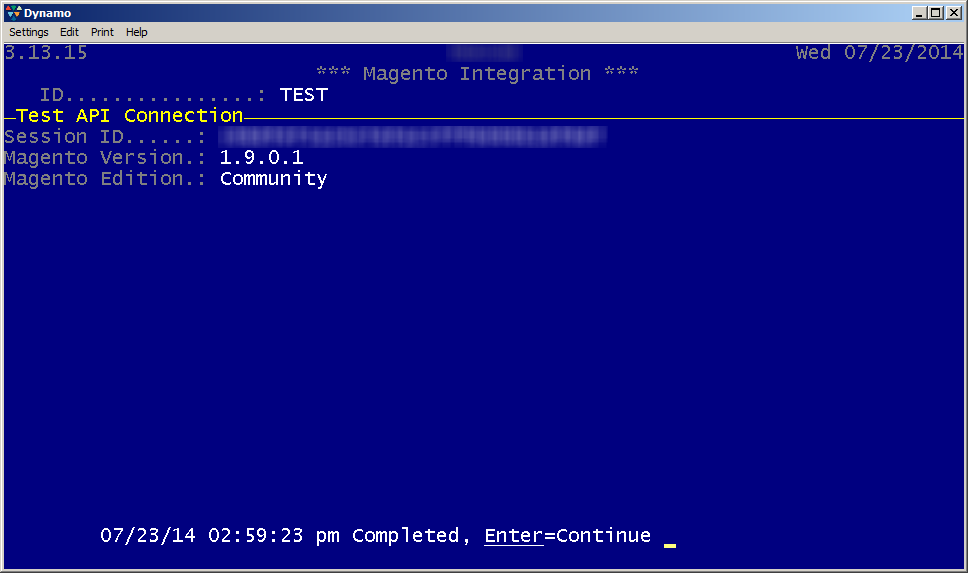 Dynamo
Settings Edit Print Help
3.13.15 Wed 07/23/2014
*** Magento Integration ***
ID................: TEST
Test API Connection
Session ID......:
Magento Version.: 1.9.0.1
Magento Edition.: Community
07/23/14 02:59:23 pm Completed, Enter=Continue